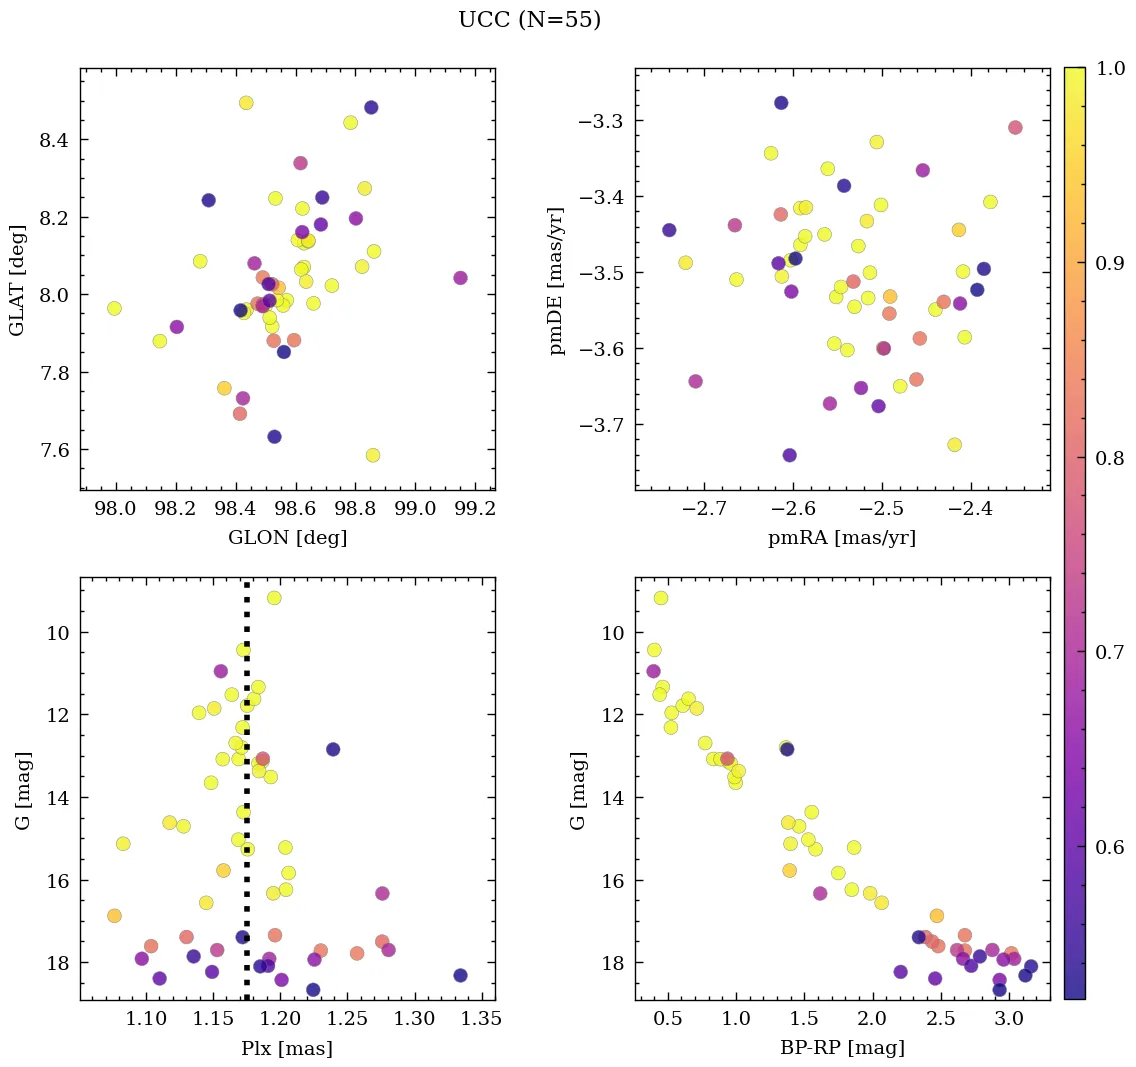 UCC (N=55)
8.4
8.2
8.0
7.8
7.6
GLAT [deg]
98.0 98.2 98.4 98.6 98.8 99.0 99.2
GLON [deg]
−3.3
−3.4
−3.5
−3.6
−3.7
pmDE [mas/yr]
−2.7 −2.6 −2.5 −2.4
pmRA [mas/yr]
1.0
0.9
0.8
0.7
0.6
10
12
14
16
18
G [mag]
1.10 1.15 1.20 1.25 1.30 1.35
Plx [mas]
10
12
14
16
18
G [mag]
0.5 1.0 1.5 2.0 2.5 3.0
BP-RP [mag]